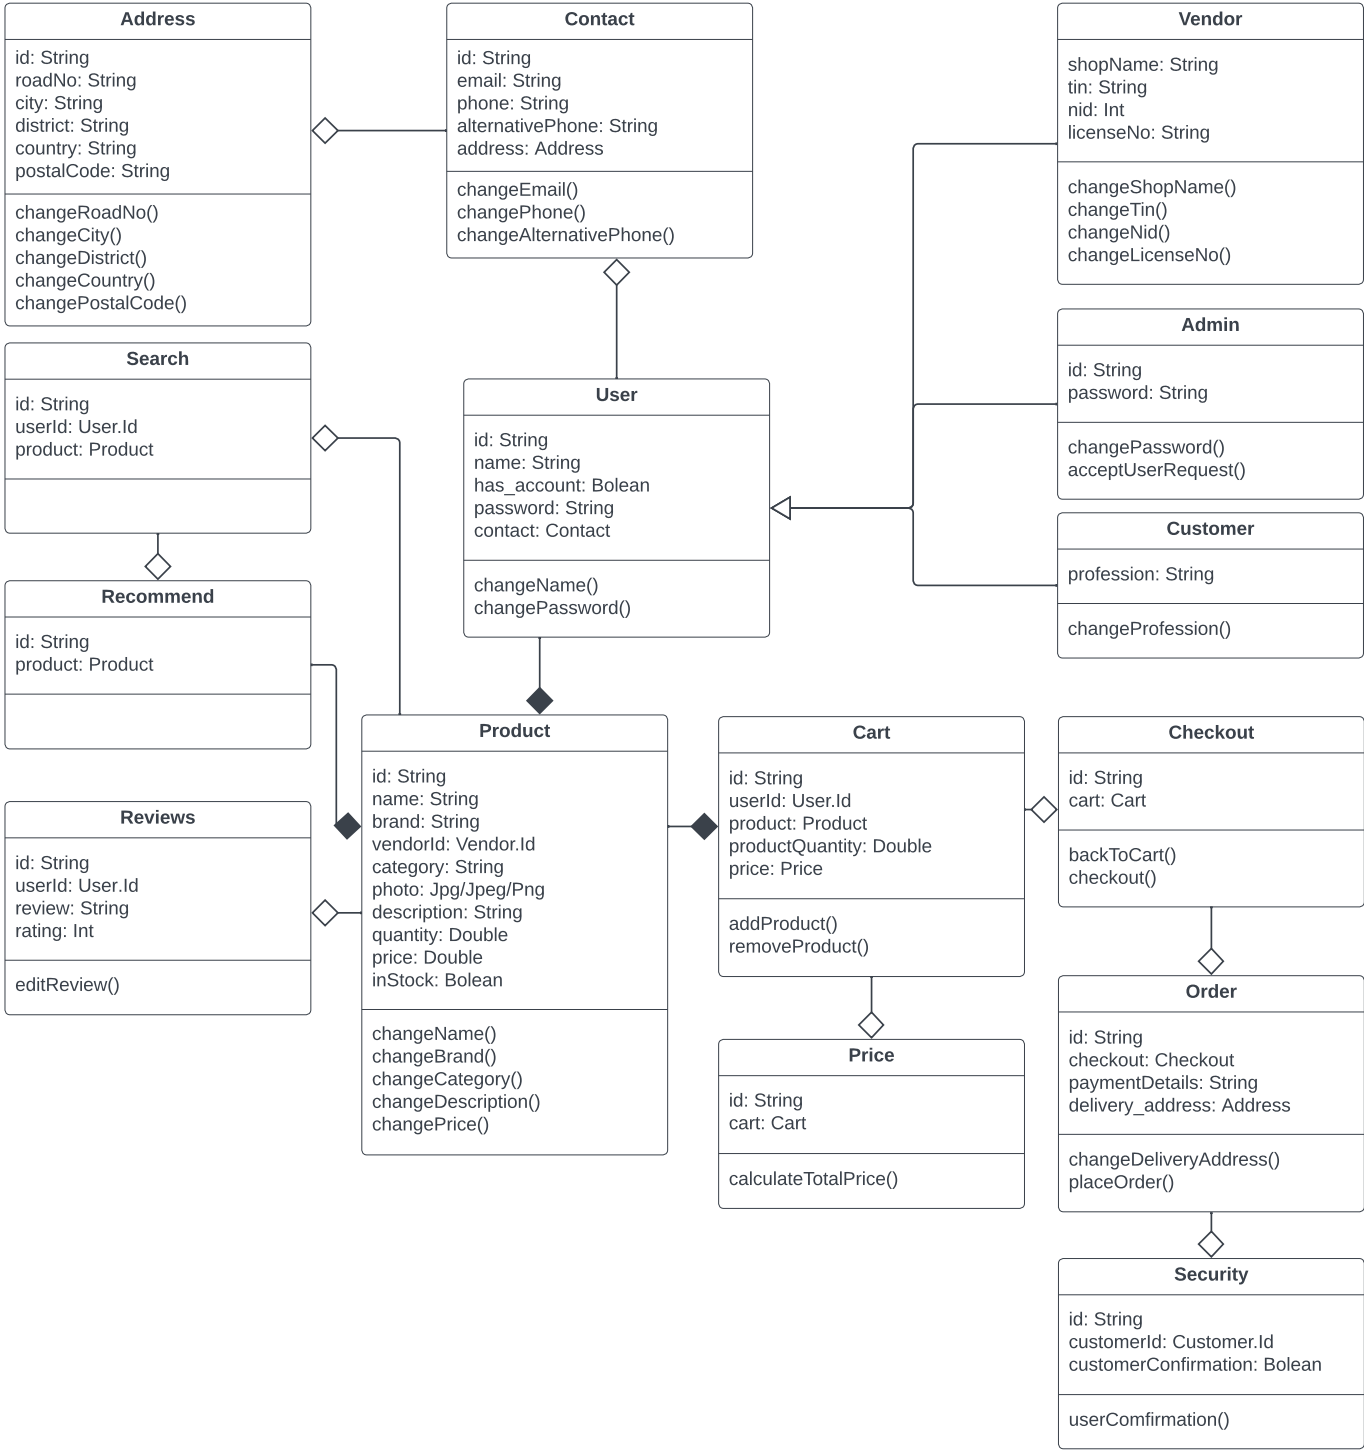 Address
id: String
roadNo: String
city: String
district: String
country: String
postalCode: String
changeRoadNo()
changeCity()
changeDistrict()
changeCountry()
changePostalCode()
Contact
id: String
email: String
phone: String
alternativePhone: String
address: Address
changeEmail()
changePhone()
changeAlternativePhone()
Vendor
shopName: String
tin: String
nid: Int
licenseNo: String
changeShopName()
changeTin()
changeNid()
changeLicenseNo()
Search
id: String
userId: User.Id
product: Product
User
id: String
name: String
has_account: Bolean
password: String
contact: Contact
changeName()
changePassword()
Admin
id: String
password: String
changePassword()
acceptUserRequest()
Customer
profession: String
changeProfession()
Recommend
id: String
product: Product
Reviews
id: String
userId: User.Id
review: String
rating: Int
editReview()
Product
id: String
name: String
brand: String
vendorId: Vendor.Id
category: String
photo: Jpg/Jpeg/Png
description: String
quantity: Double
price: Double
inStock: Bolean
changeName()
changeBrand()
changeCategory()
changeDescription()
changePrice()
Cart
id: String
userId: User.Id
product: Product
productQuantity: Double
price: Price
addProduct()
removeProduct()
Checkout
id: String
cart: Cart
backToCart()
checkout()
Price
id: String
cart: Cart
calculateTotalPrice()
Order
id: String
checkout: Checkout
paymentDetails: String
delivery_address: Address
changeDeliveryAddress()
placeOrder()
Security
id: String
customerId: Customer.Id
customerConfirmation: Bolean
userComfirmation()